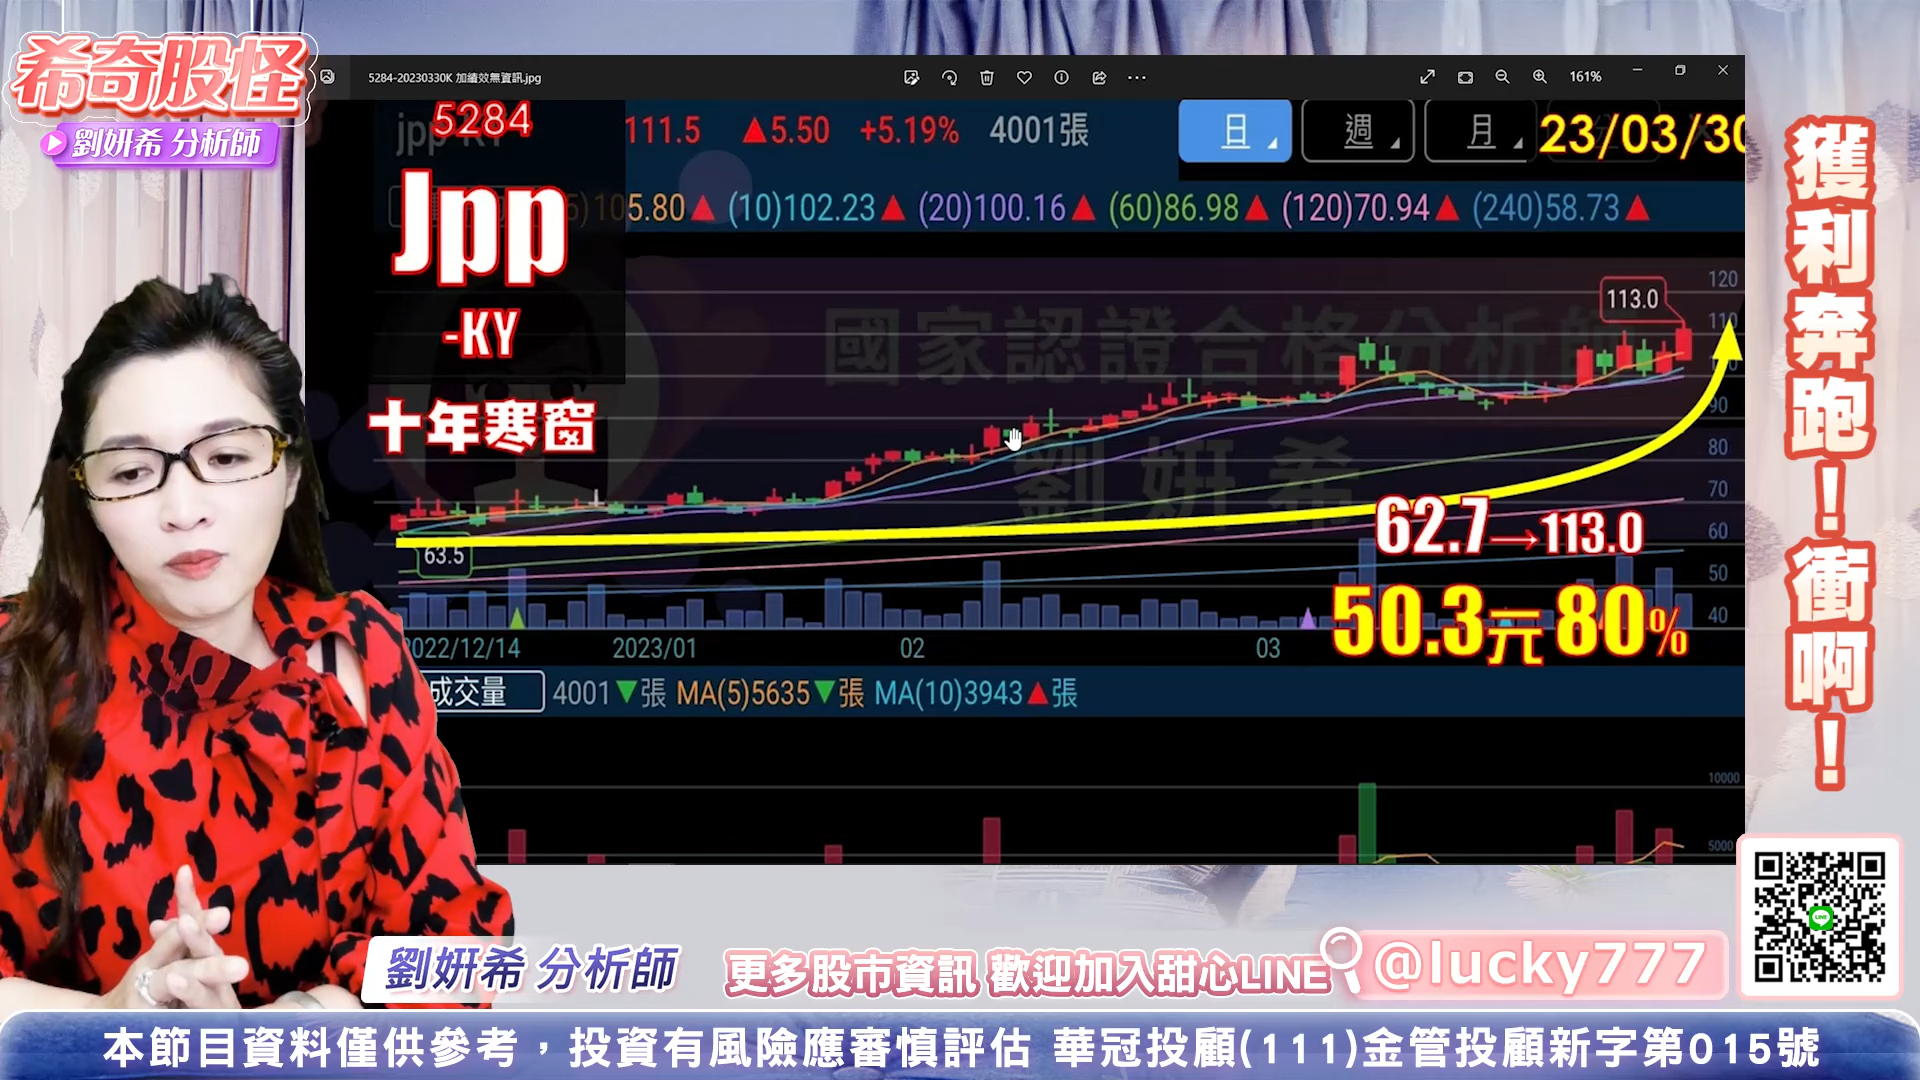 希奇股怪
劉妍希 分析師
5284-20230330K 加績效無資訊.jpg
161%
5284
Jpp
-KY
十年寒窗
111.5 ▲5.50 +5.19% 4001張
日 週 月
23/03/30
105.80▲ (10)102.23▲ (20)100.16▲ (60)86.98▲ (120)70.94▲ (240)58.73▲
國家認證合格分析師
劉妍希
113.0
63.5
120
110
90
80
70
60
50
40
62.7→113.0
50.3元 80%
2022/12/14 2023/01 02 03
成交量 4001▼張 MA(5)5635▼張 MA(10)3943▲張
10000
5000
獲利奔跑!衝啊!
LINE
劉妍希 分析師
更多股市資訊 歡迎加入甜心LINE
@lucky777
本節目資料僅供參考，投資有風險應審慎評估 華冠投顧(111)金管投顧新字第015號